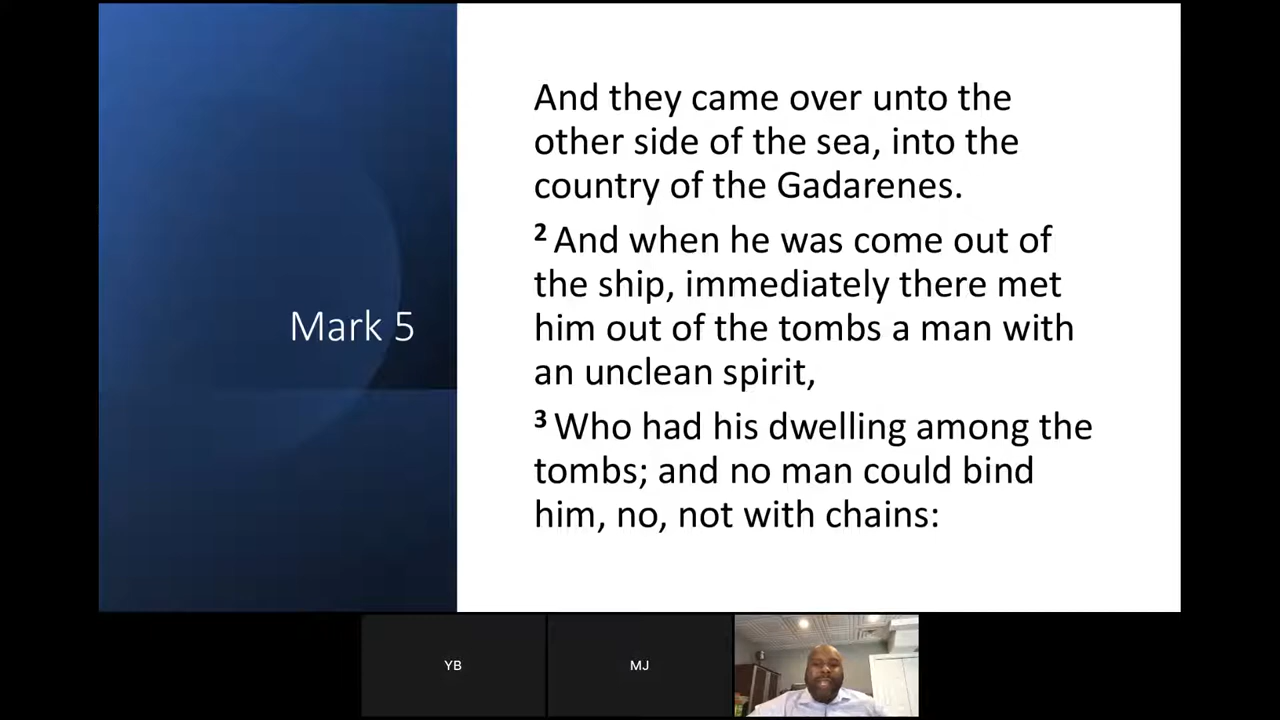 Mark 5
And they came over unto the
other side of the sea, into the
country of the Gadarenes.
2 And when he was come out of
the ship, immediately there met
him out of the tombs a man with
an unclean spirit,
3 Who had his dwelling among the
tombs; and no man could bind
him, no, not with chains:
YB
MJ